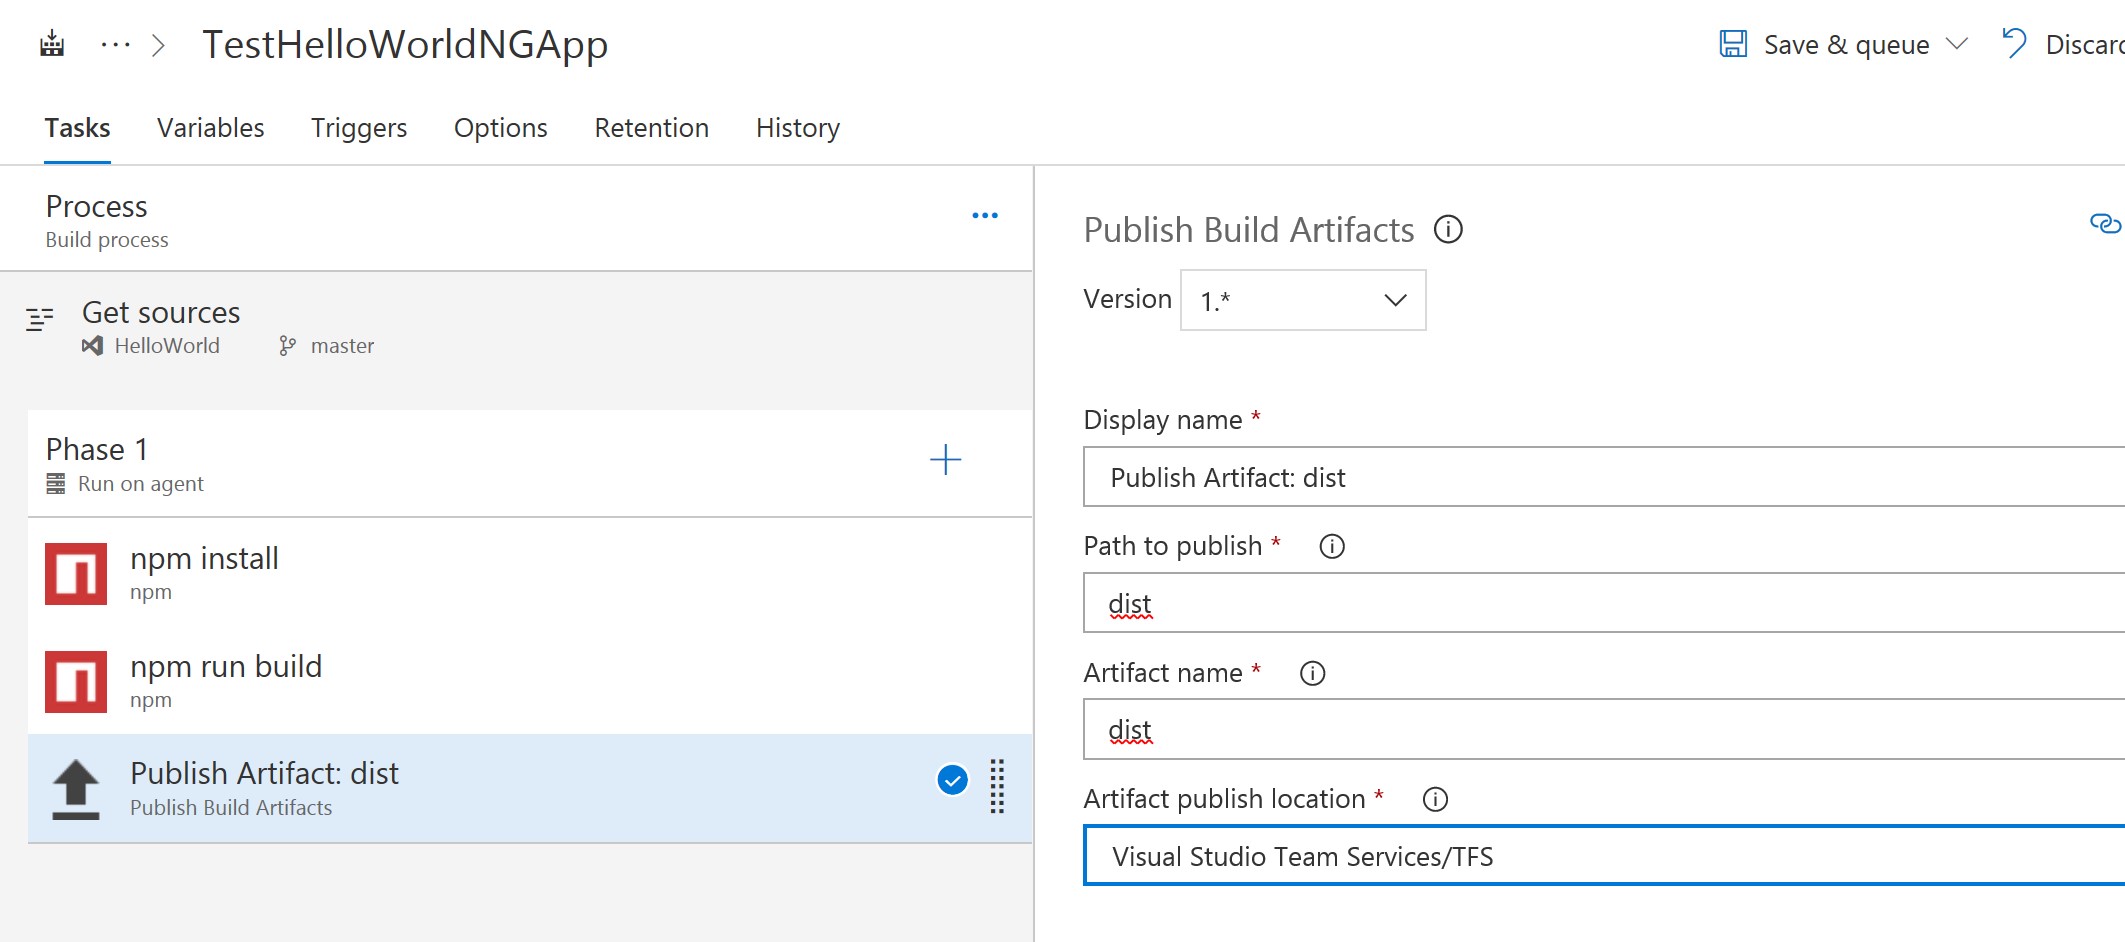 TestHelloWorldNGApp
Save & queue
Discard
Tasks Variables Triggers Options Retention History
Process
Build process
Get sources
HelloWorld master
Phase 1
Run on agent
npm install
npm
npm run build
npm
Publish Artifact: dist
Publish Build Artifacts
Publish Build Artifacts
Version 1.*
Display name *
Publish Artifact: dist
Path to publish *
dist
Artifact name *
dist
Artifact publish location *
Visual Studio Team Services/TFS